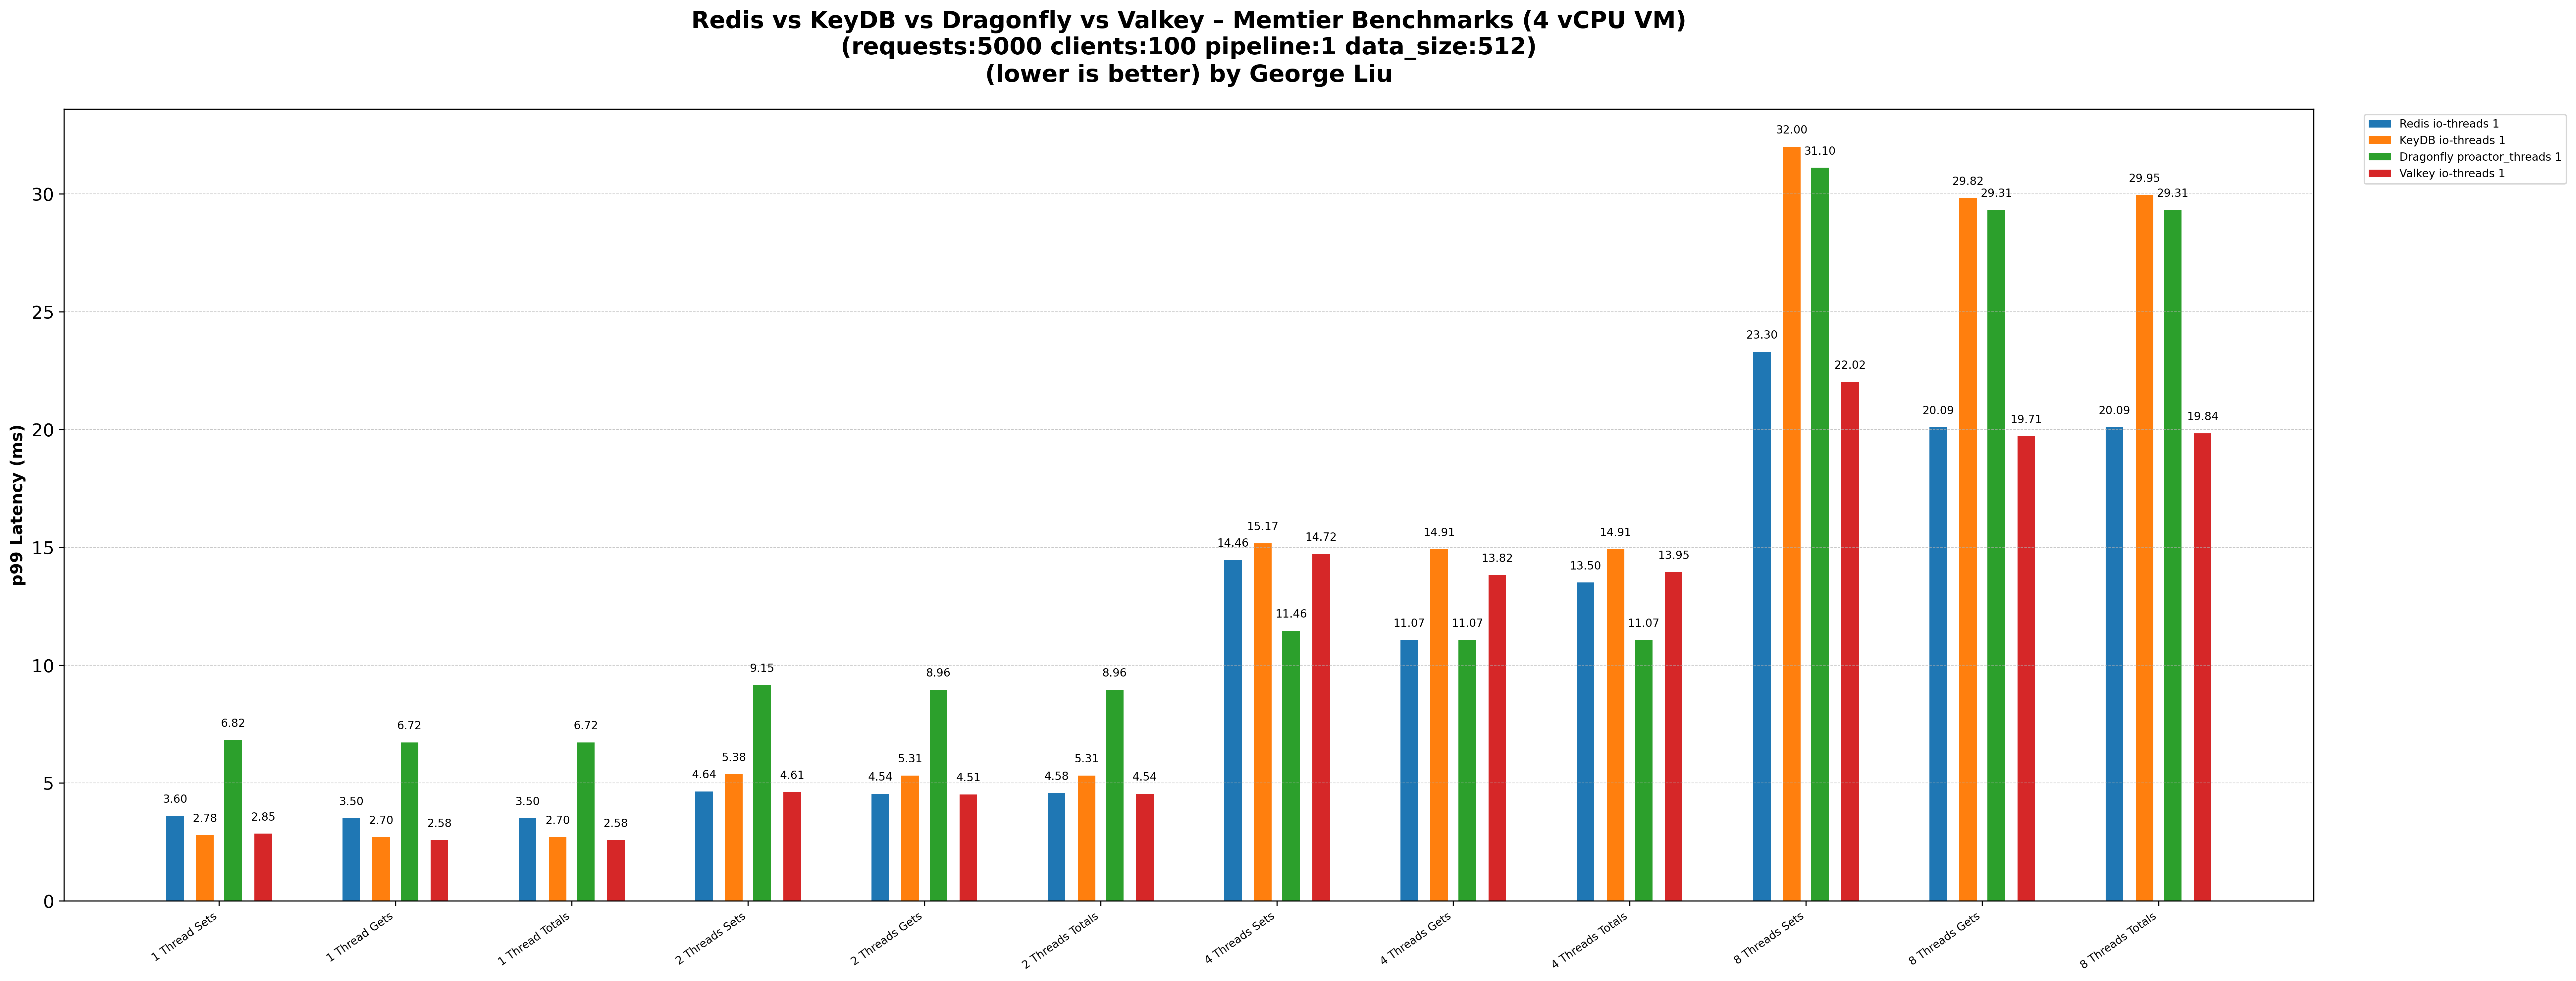 Redis vs KeyDB vs Dragonfly vs Valkey – Memtier Benchmarks (4 vCPU VM)
(requests:5000 clients:100 pipeline:1 data_size:512)
(lower is better) by George Liu
Redis io-threads 1
KeyDB io-threads 1
Dragonfly proactor_threads 1
Valkey io-threads 1
p99 Latency (ms)
30
25
20
15
10
5
0
3.60
2.78
6.82
2.85
3.50
2.70
6.72
2.58
3.50
2.70
6.72
2.58
4.64
5.38
9.15
4.61
4.54
5.31
8.96
4.51
4.58
5.31
8.96
4.54
14.46
15.17
11.46
14.72
11.07
14.91
11.07
13.82
13.50
14.91
11.07
13.95
23.30
32.00
31.10
22.02
20.09
29.82
29.31
19.71
20.09
29.95
29.31
19.84
1 Thread Sets
1 Thread Gets
1 Thread Totals
2 Threads Sets
2 Threads Gets
2 Threads Totals
4 Threads Sets
4 Threads Gets
4 Threads Totals
8 Threads Sets
8 Threads Gets
8 Threads Totals